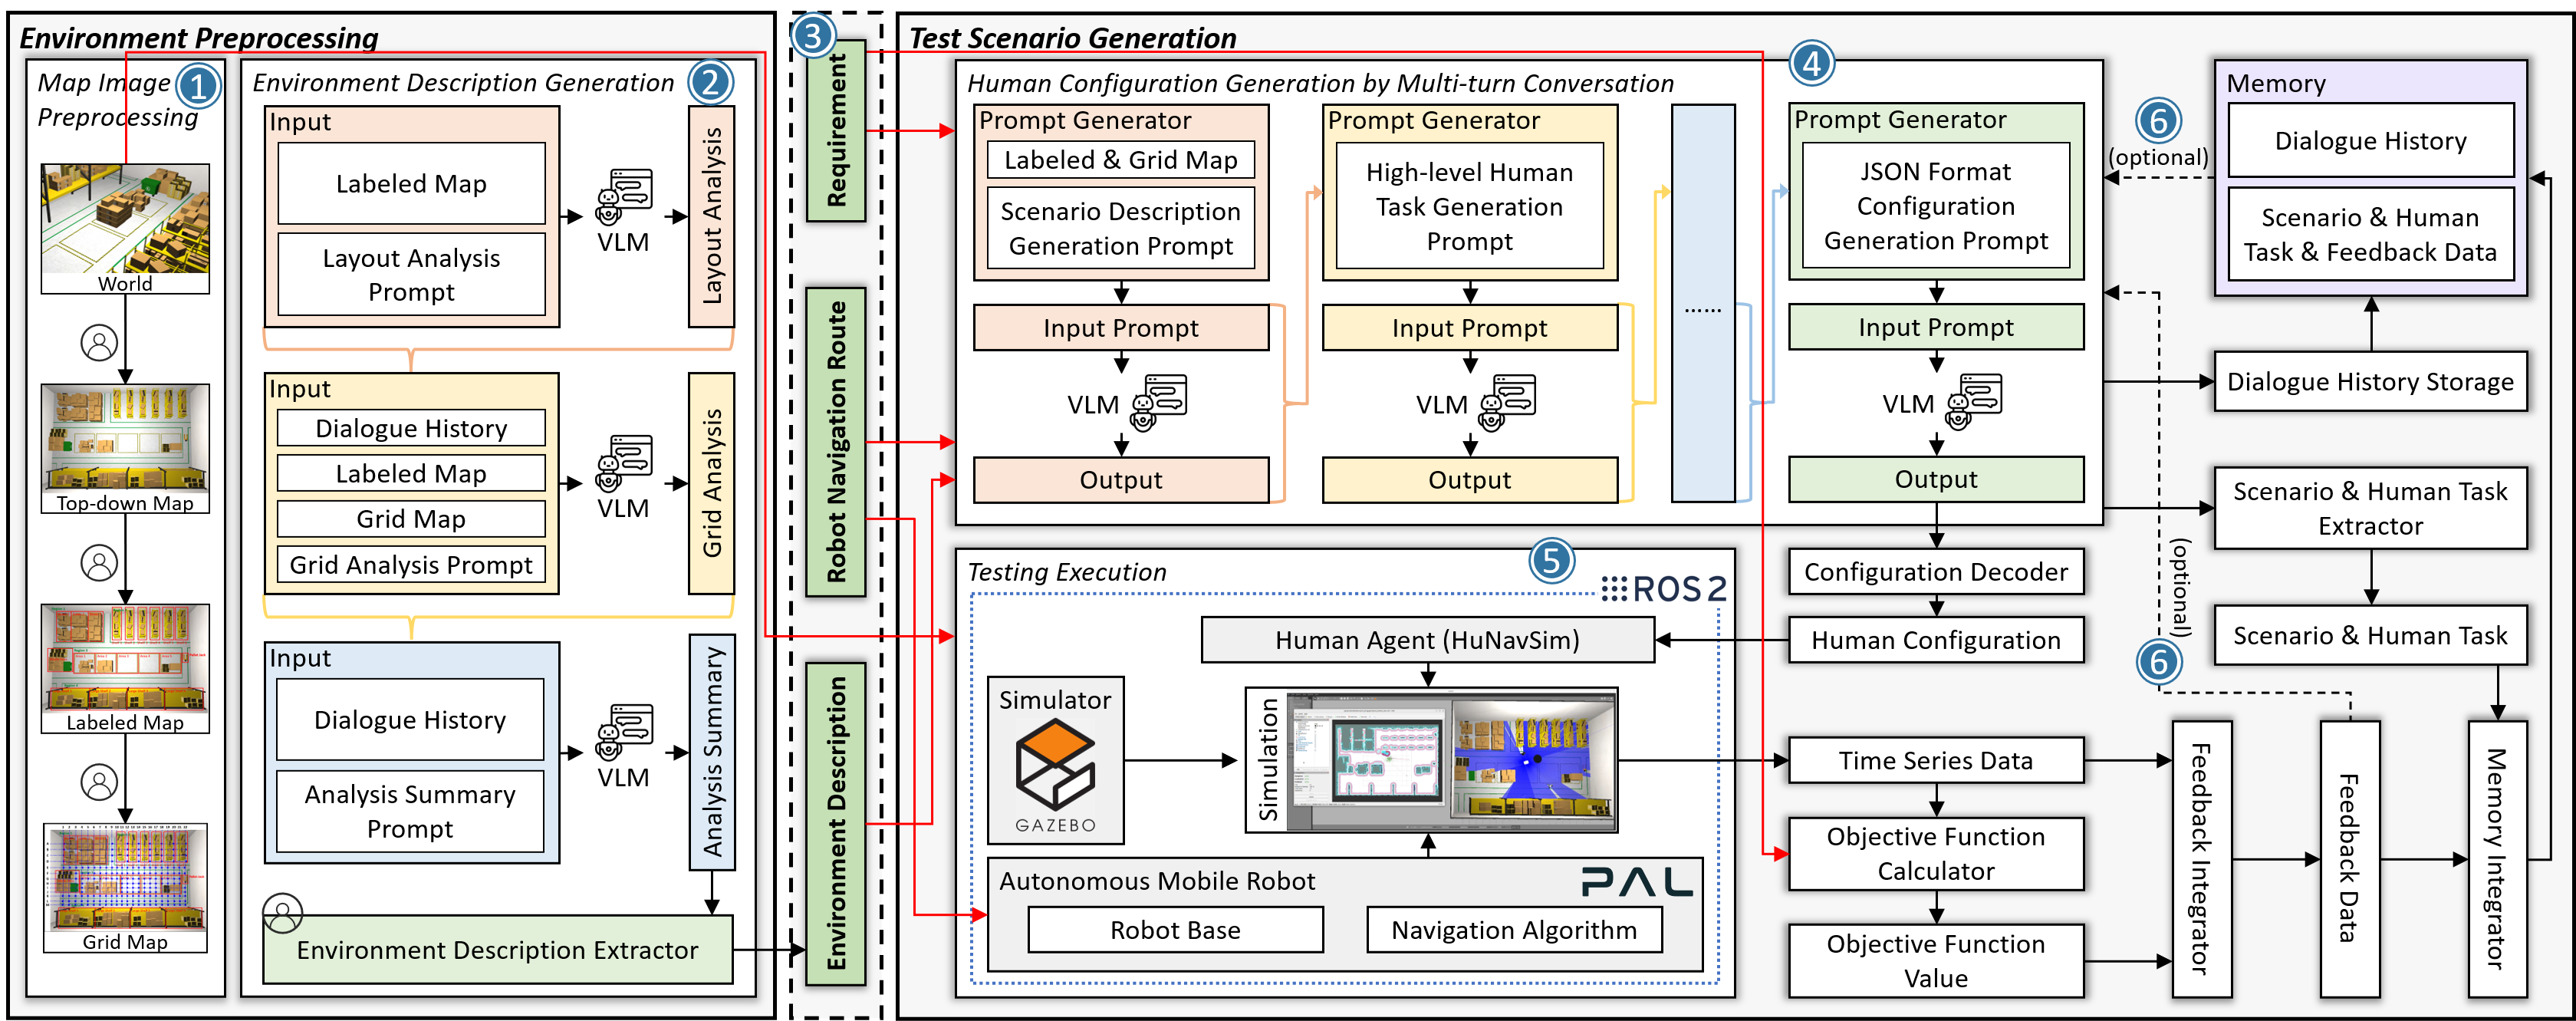 Environment Preprocessing
Map Image
Preprocessing
1
World
Top-down Map
Labeled Map
Grid Map
Environment Description Generation
2
Input
Labeled Map
Layout Analysis
Prompt
VLM
Layout Analysis
Input
Dialogue History
Labeled Map
Grid Map
Grid Analysis Prompt
VLM
Grid Analysis
Input
Dialogue History
Analysis Summary
Prompt
VLM
Analysis Summary
Environment Description Extractor
3
Requirement
Robot Navigation Route
Environment Description
Test Scenario Generation
4
Human Configuration Generation by Multi-turn Conversation
Prompt Generator
Labeled & Grid Map
Scenario Description
Generation Prompt
Input Prompt
VLM
Output
Prompt Generator
High-level Human
Task Generation
Prompt
Input Prompt
VLM
Output
......
Prompt Generator
JSON Format
Configuration
Generation Prompt
Input Prompt
VLM
Output
Testing Execution
5
ROS 2
Human Agent (HuNavSim)
Simulator
GAZEBO
Simulation
Autonomous Mobile Robot
PAL
Robot Base
Navigation Algorithm
Configuration Decoder
Human Configuration
Time Series Data
Objective Function
Calculator
Objective Function
Value
6
(optional)
Memory
Dialogue History
Scenario & Human
Task & Feedback Data
Dialogue History Storage
Scenario & Human Task
Extractor
Scenario & Human Task
(optional)
6
Feedback Integrator
Feedback Data
Memory Integrator